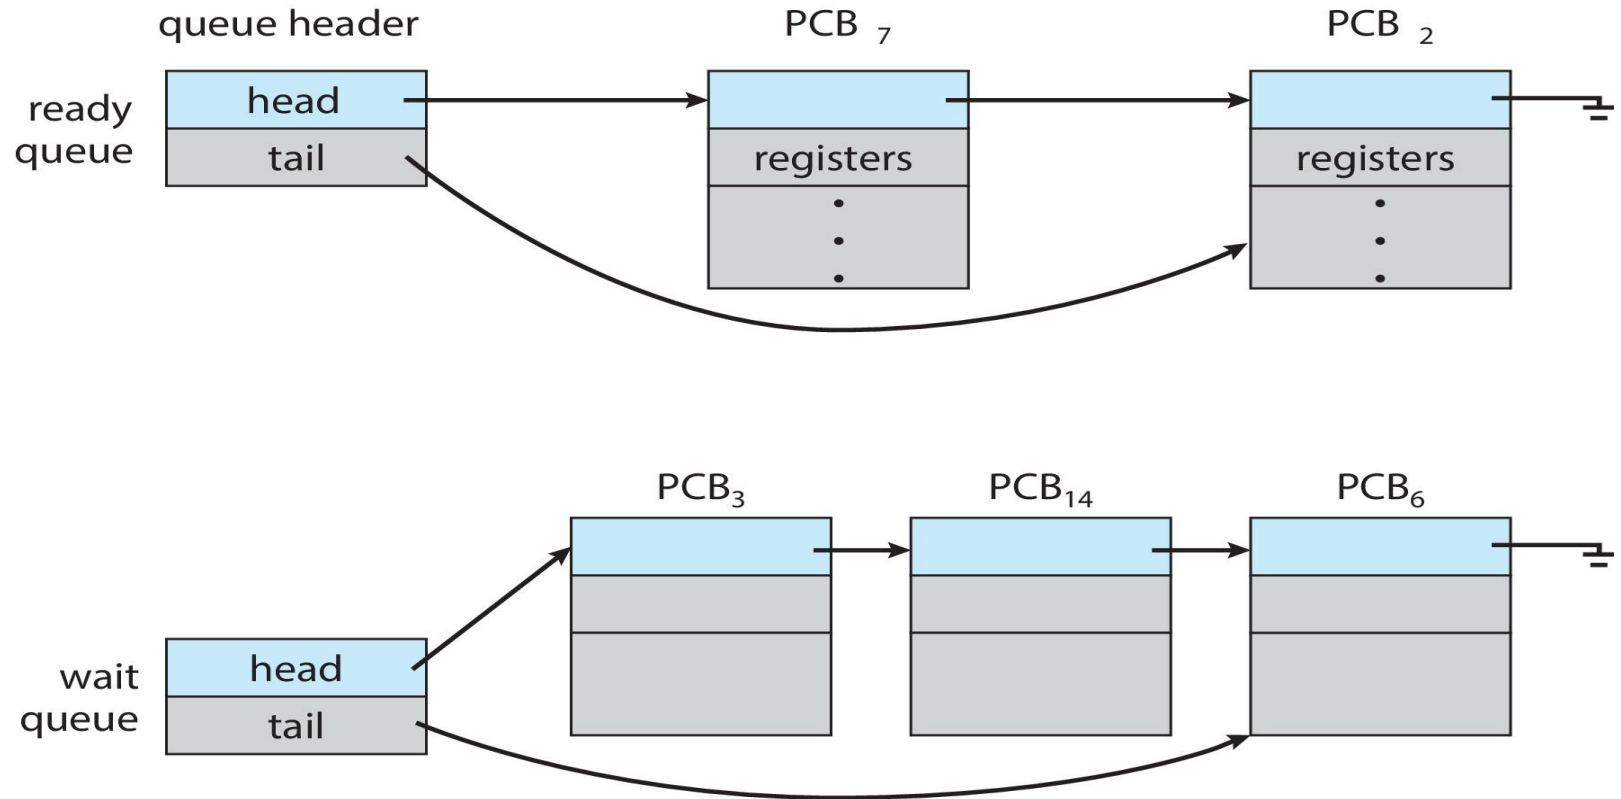 queue header
PCB 7
PCB 2
ready
queue
head
tail
registers
registers
PCB3
PCB14
PCB6
wait
queue
head
tail